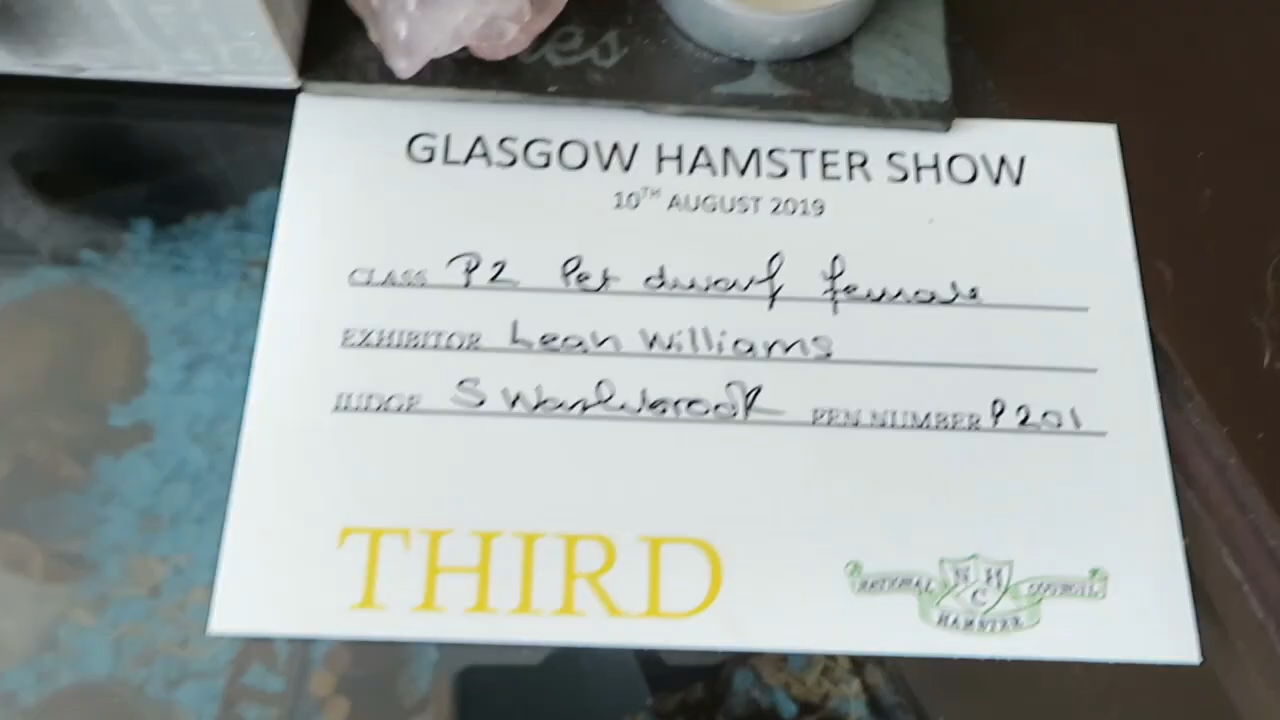 GLASGOW HAMSTER SHOW
10TH AUGUST 2019
CLASS P2 Pet dwarf female
EXHIBITOR Leah Williams
JUDGE S PEN NUMBER P201
THIRD
NATIONAL NHC COUNCIL
HAMSTER